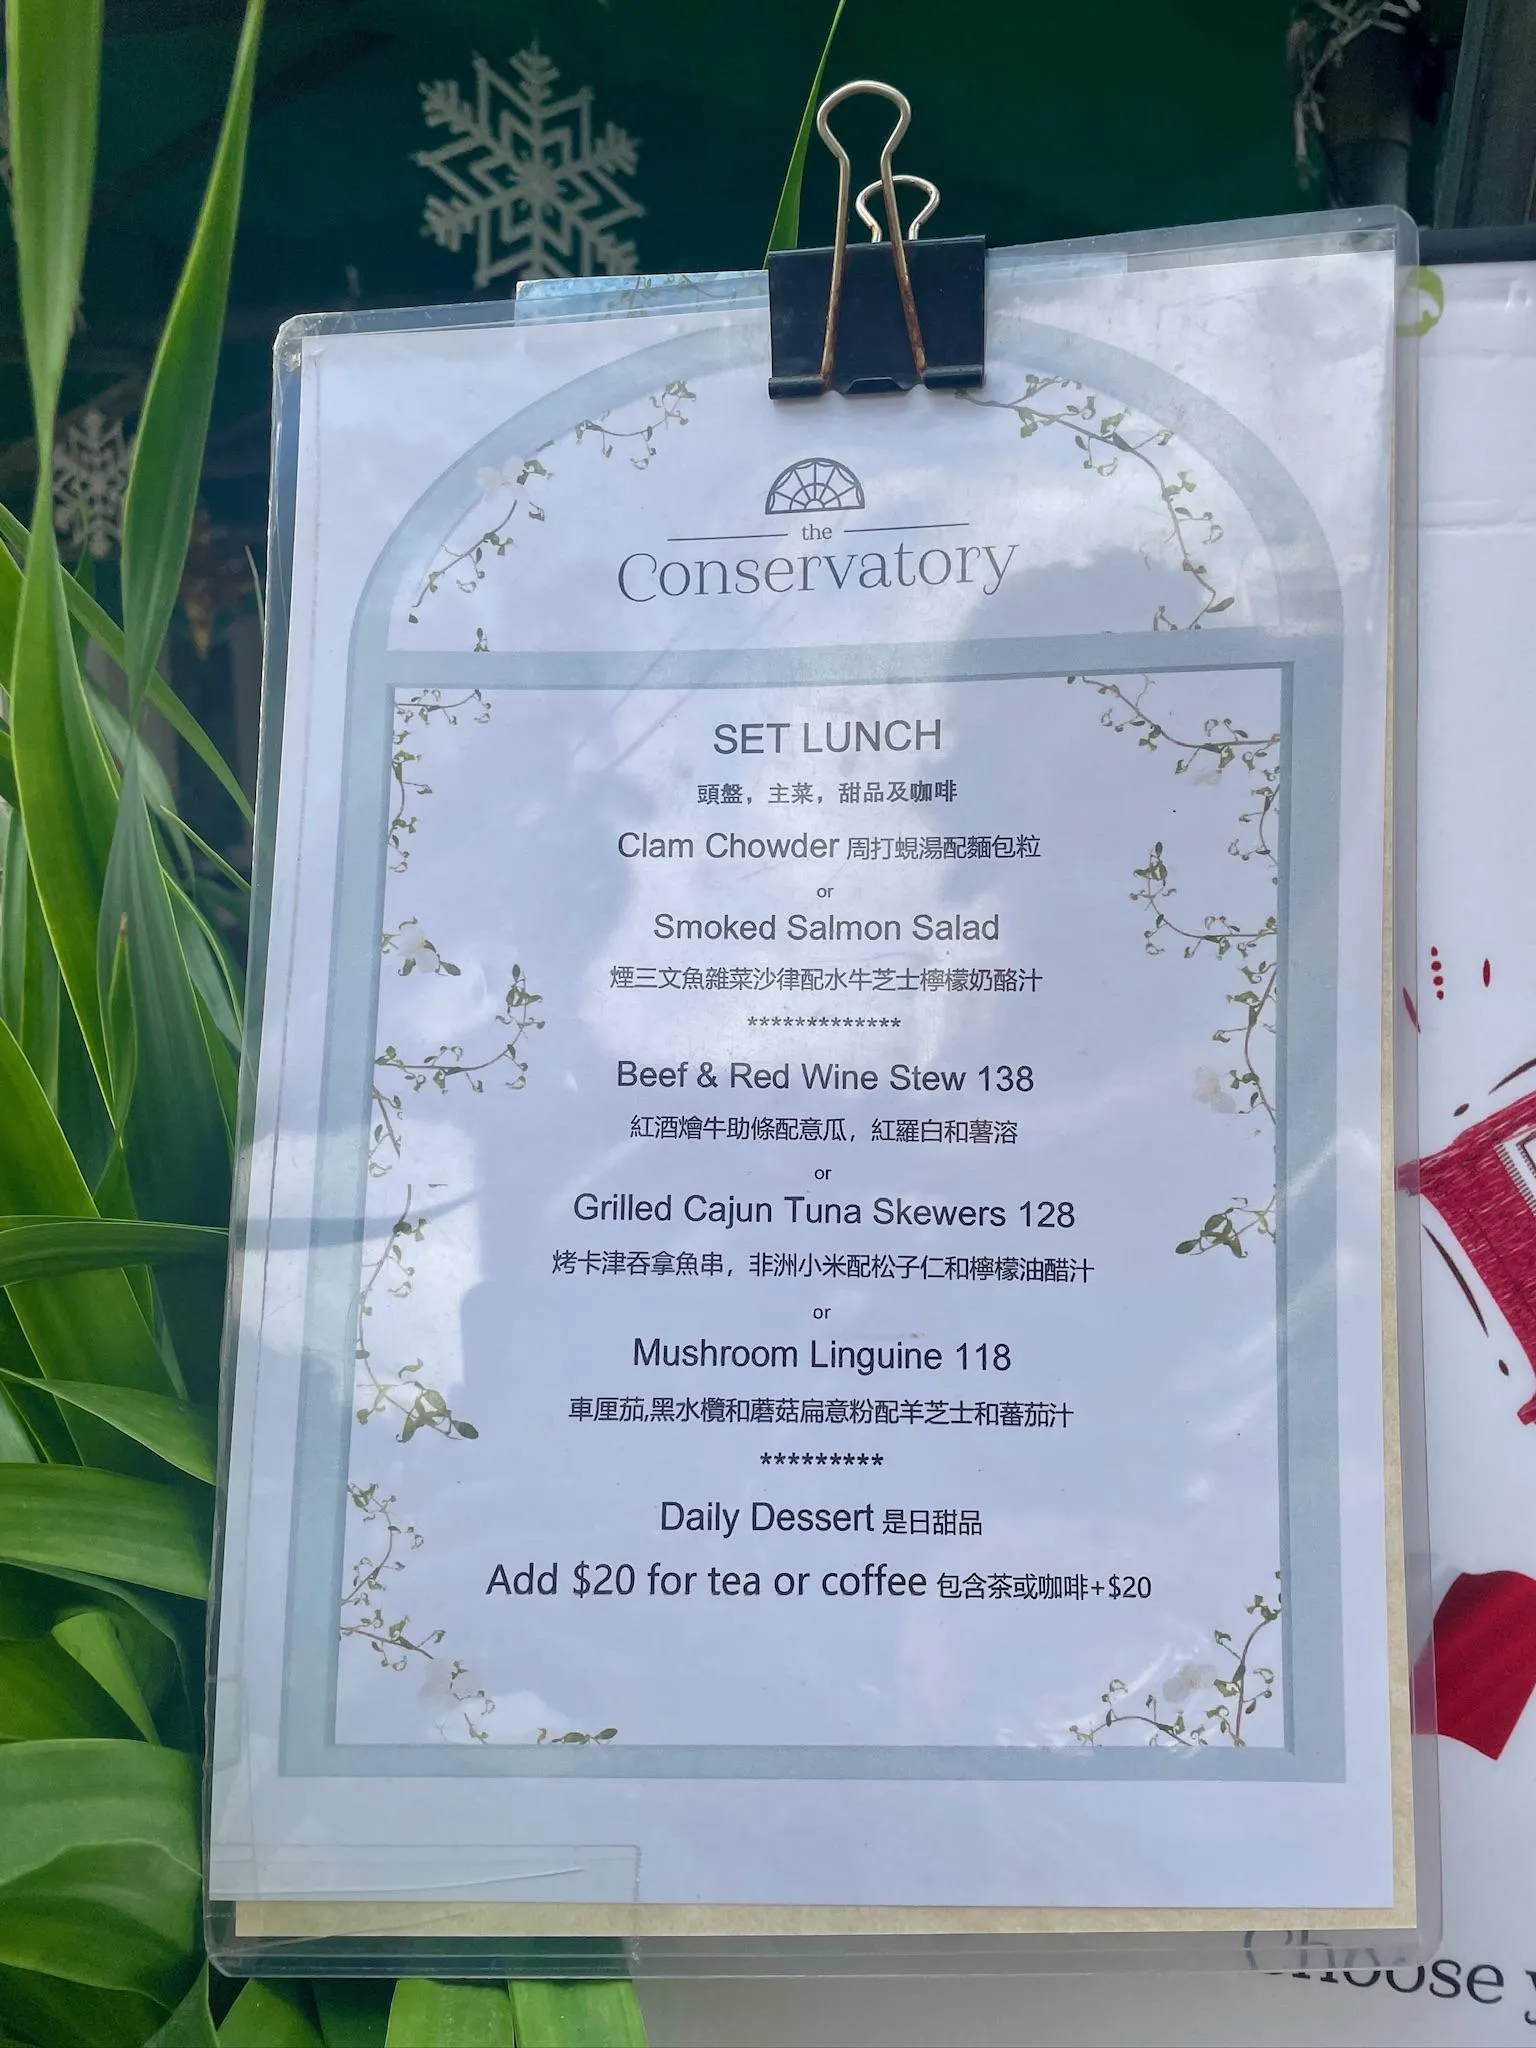 the
Conservatory
SET LUNCH
頭盤，主菜，甜品及咖啡
Clam Chowder 周打蜆湯配麵包粒
or
Smoked Salmon Salad
煙三文魚雜菜沙律配水牛芝士檸檬奶酪汁
*************
Beef & Red Wine Stew 138
紅酒燴牛助條配意瓜，紅羅白和薯溶
or
Grilled Cajun Tuna Skewers 128
烤卡津吞拿魚串，非洲小米配松子仁和檸檬油醋汁
or
Mushroom Linguine 118
車厘茄,黑水欖和蘑菇扁意粉配羊芝士和蕃茄汁
*********
Daily Dessert 是日甜品
Add $20 for tea or coffee 包含茶或咖啡+$20
Choose